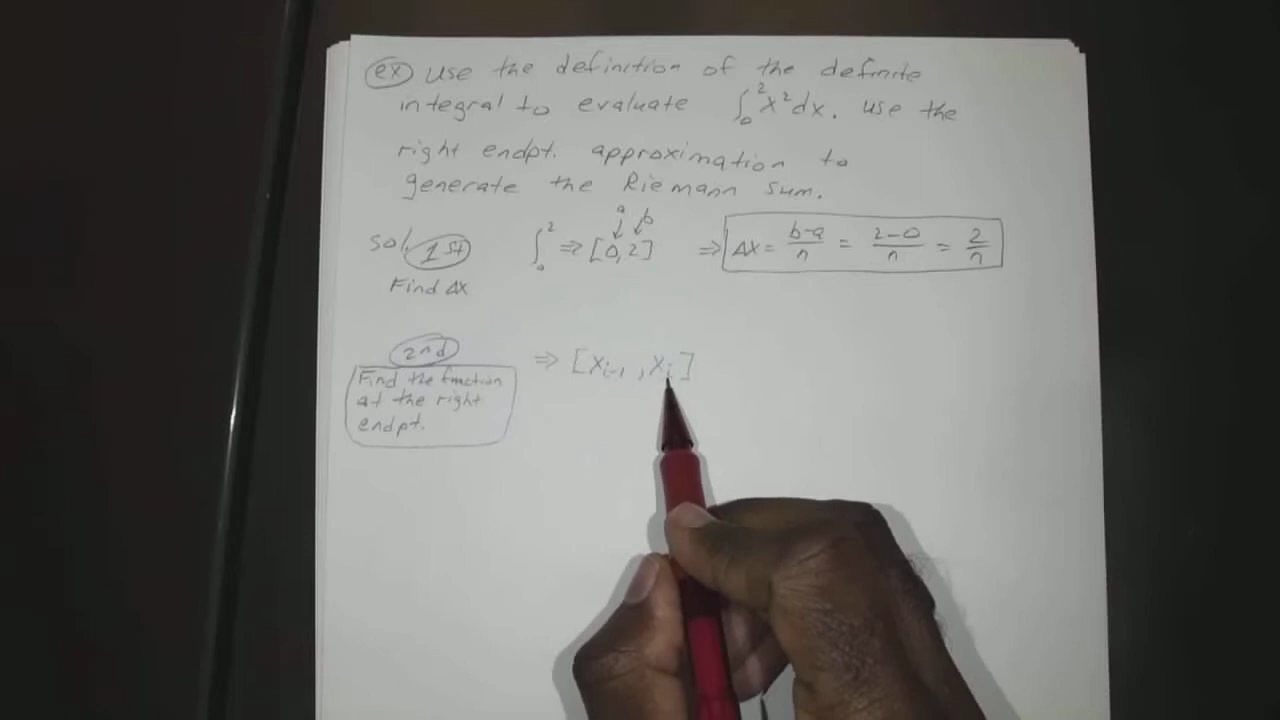 ex Use the definition of the definite
integral to evaluate ∫₀² x² dx. Use the
right endpt. approximation to
generate the Riemann sum.
a b
Sol. 1st ∫₀² ⇒ [0,2] ⇒ Δx = b-a/n = 2-0/n = 2/n
Find Δx
2nd ⇒ [xᵢ₋₁, xᵢ]
Find the function
at the right
endpt.